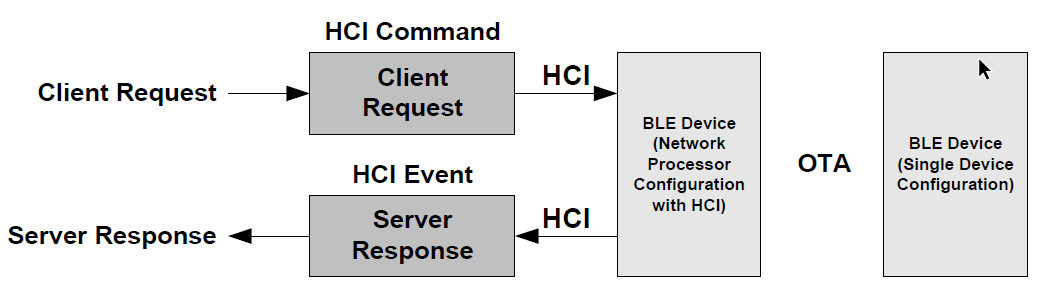 HCI Command
Client Request
Client
Request
HCI
HCI Event
Server Response
Server
Response
HCI
BLE Device
(Network
Processor
Configuration
with HCI)
OTA
BLE Device
(Single Device
Configuration)